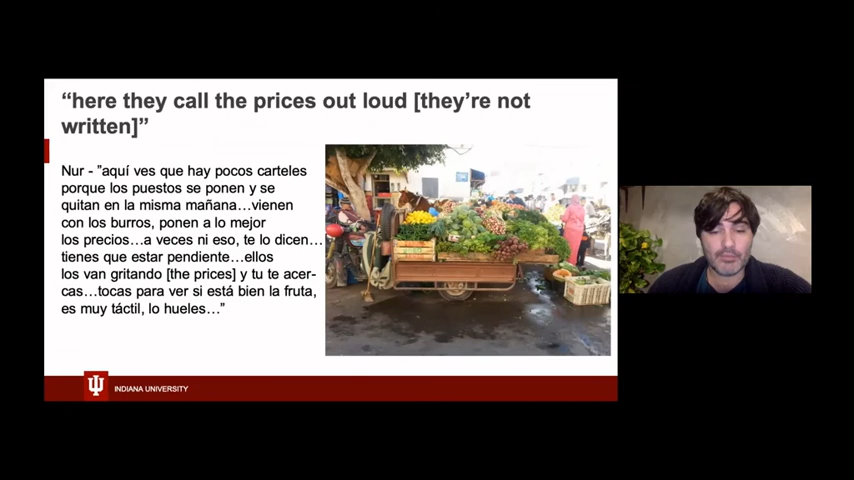 “here they call the prices out loud [they’re not
written]”
Nur - ”aquí ves que hay pocos carteles
porque los puestos se ponen y se
quitan en la misma mañana…vienen
con los burros, ponen a lo mejor
los precios…a veces ni eso, te lo dicen…
tienes que estar pendiente…ellos
los van gritando [the prices] y tu te acer-
cas…tocas para ver si está bien la fruta,
es muy táctil, lo hueles…”
INDIANA UNIVERSITY